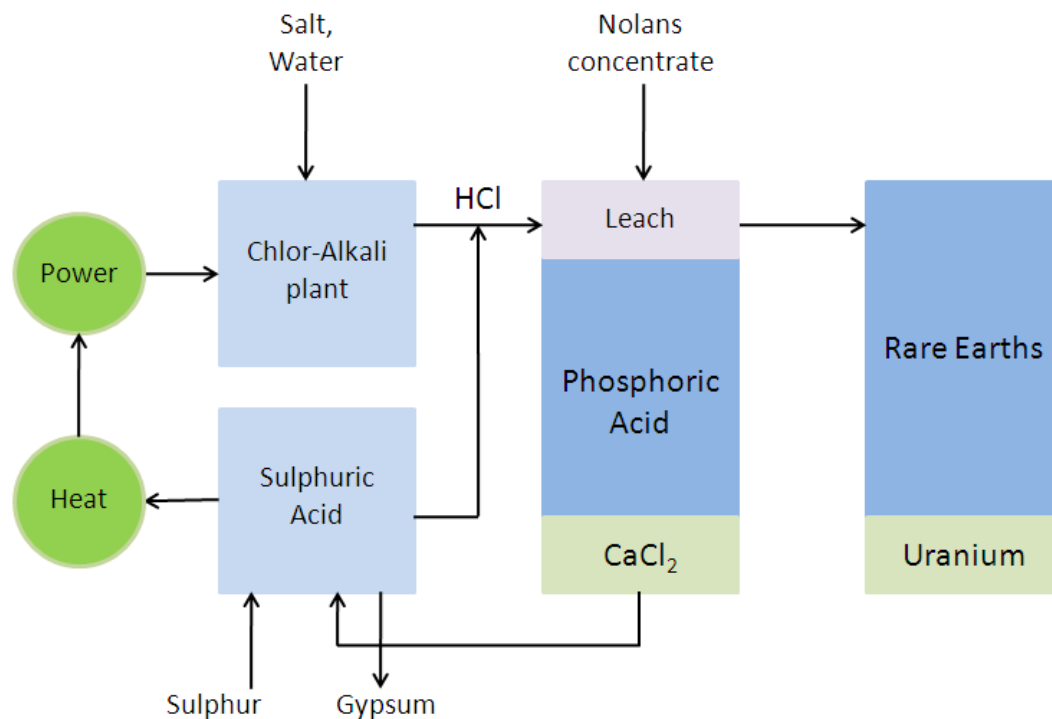 Salt,
Water
Nolans
concentrate
HCl
Leach
Chlor-Alkali
plant
Power
Rare Earths
Phosphoric
Acid
Sulphuric
Acid
Heat
CaCl₂
Uranium
Sulphur
Gypsum